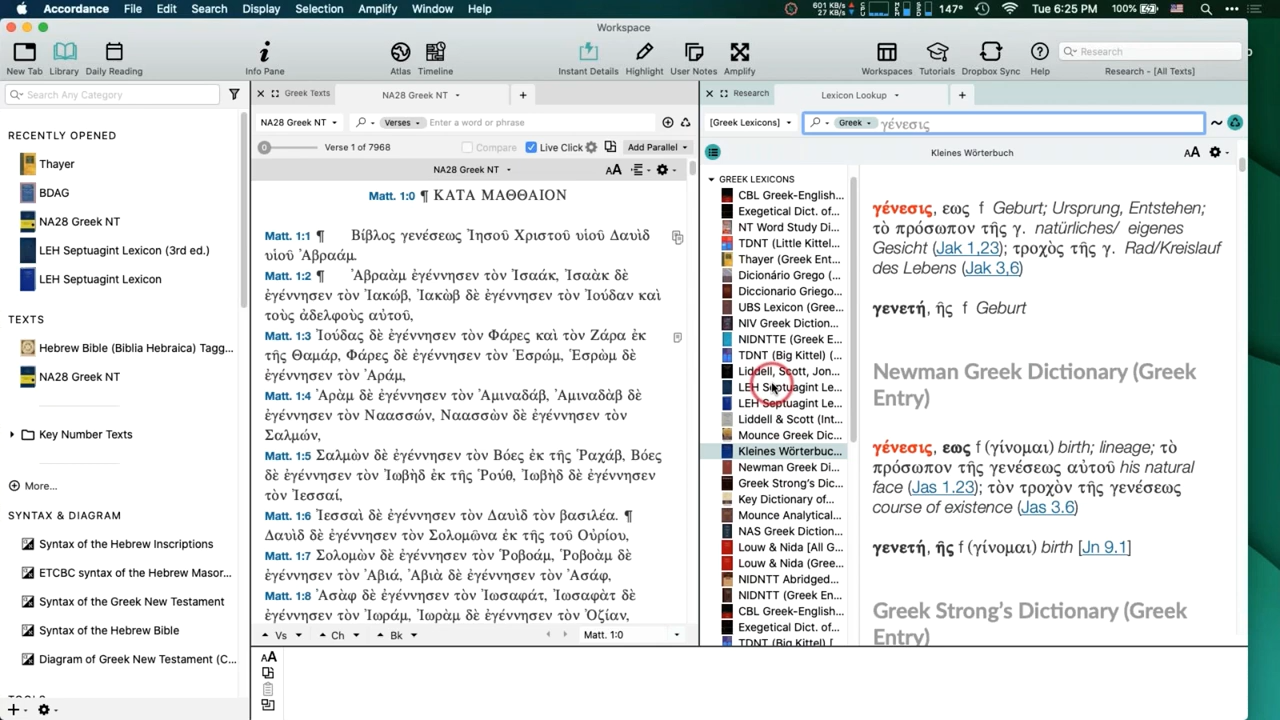 Accordance File Edit Search Display Selection Amplify Window Help 601 KB/s 27 KB/s 147° Tue 6:25 PM 100%
Workspace
New Tab Library Daily Reading Info Pane Atlas Timeline Instant Details Highlight User Notes Amplify Workspaces Tutorials Dropbox Sync Help Research
Research - [All Texts]
Search Any Category
RECENTLY OPENED
Thayer
BDAG
NA28 Greek NT
LEH Septuagint Lexicon (3rd ed.)
LEH Septuagint Lexicon
TEXTS
Hebrew Bible (Biblia Hebraica) Tagg...
NA28 Greek NT
Key Number Texts
More...
SYNTAX & DIAGRAM
Syntax of the Hebrew Inscriptions
ETCBC syntax of the Hebrew Masor...
Syntax of the Greek New Testament
Syntax of the Hebrew Bible
Diagram of Greek New Testament (C...
Greek Texts NA28 Greek NT
NA28 Greek NT Verses Enter a word or phrase
Verse 1 of 7968 Compare Live Click Add Parallel
NA28 Greek NT
Matt. 1:0 ¶ ΚΑΤΑ ΜΑΘΘΑΙΟΝ
Matt. 1:1 ¶ Βίβλος γενέσεως Ἰησοῦ Χριστοῦ υἱοῦ Δαυὶδ
υἱοῦ Ἀβραάμ.
Matt. 1:2 ¶ Ἀβραὰμ ἐγέννησεν τὸν Ἰσαάκ, Ἰσαὰκ δὲ
ἐγέννησεν τὸν Ἰακώβ, Ἰακὼβ δὲ ἐγέννησεν τὸν Ἰούδαν καὶ
τοὺς ἀδελφοὺς αὐτοῦ,
Matt. 1:3 Ἰούδας δὲ ἐγέννησεν τὸν Φάρες καὶ τὸν Ζάρα ἐκ
τῆς Θαμάρ, Φάρες δὲ ἐγέννησεν τὸν Ἑσρώμ, Ἑσρὼμ δὲ
ἐγέννησεν τὸν Ἀράμ,
Matt. 1:4 Ἀρὰμ δὲ ἐγέννησεν τὸν Ἀμιναδάβ, Ἀμιναδὰβ δὲ
ἐγέννησεν τὸν Ναασσών, Ναασσὼν δὲ ἐγέννησεν τὸν
Σαλμών,
Matt. 1:5 Σαλμὼν δὲ ἐγέννησεν τὸν Βόες ἐκ τῆς Ῥαχάβ, Βόες
δὲ ἐγέννησεν τὸν Ἰωβὴδ ἐκ τῆς Ῥούθ, Ἰωβὴδ δὲ ἐγέννησεν
τὸν Ἰεσσαί,
Matt. 1:6 Ἰεσσαὶ δὲ ἐγέννησεν τὸν Δαυὶδ τὸν βασιλέα. ¶
Δαυὶδ δὲ ἐγέννησεν τὸν Σολομῶνα ἐκ τῆς τοῦ Οὐρίου,
Matt. 1:7 Σολομὼν δὲ ἐγέννησεν τὸν Ῥοβοάμ, Ῥοβοὰμ δὲ
ἐγέννησεν τὸν Ἀβιά, Ἀβιὰ δὲ ἐγέννησεν τὸν Ἀσάφ,
Matt. 1:8 Ἀσὰφ δὲ ἐγέννησεν τὸν Ἰωσαφάτ, Ἰωσαφὰτ δὲ
ἐγέννησεν τὸν Ἰωράμ, Ἰωρὰμ δὲ ἐγέννησεν τὸν Ὀζίαν,
Vs Ch Bk Matt. 1:0
Research Lexicon Lookup
[Greek Lexicons] Greek γένεσις
Kleines Wörterbuch
GREEK LEXICONS
CBL Greek-English...
Exegetical Dict. of...
NT Word Study Di...
TDNT (Little Kittel...
Thayer (Greek Ent...
Dicionário Grego (...
Diccionario Griego...
UBS Lexicon (Gree...
NIV Greek Diction...
NIDNTTE (Greek E...
TDNT (Big Kittel) (...
Liddell, Scott, Jon...
LEH Septuagint Le...
LEH Septuagint Le...
Liddell & Scott (Int...
Mounce Greek Dic...
Kleines Wörterbuc...
Newman Greek Di...
Greek Strong's Dic...
Key Dictionary of...
Mounce Analytical...
NAS Greek Diction...
Louw & Nida [All G...
Louw & Nida (Gree...
NIDNTT Abridged...
NIDNTT (Greek En...
CBL Greek-English...
Exegetical Dict. of...
TDNT (Big Kittel) [...
γένεσις, εως f Geburt; Ursprung, Entstehen;
τὸ πρόσωπον τῆς γ. natürliches/ eigenes
Gesicht (Jak 1,23); τροχὸς τῆς γ. Rad/Kreislauf
des Lebens (Jak 3,6)
γενετή, ῆς f Geburt
Newman Greek Dictionary (Greek
Entry)
γένεσις, εως f (γίνομαι) birth; lineage; τὸ
πρόσωπον τῆς γενέσεως αὐτοῦ his natural
face (Jas 1.23); τὸν τροχὸν τῆς γενέσεως
course of existence (Jas 3.6)
γενετή, ῆς f (γίνομαι) birth [Jn 9.1]
Greek Strong's Dictionary (Greek
Entry)